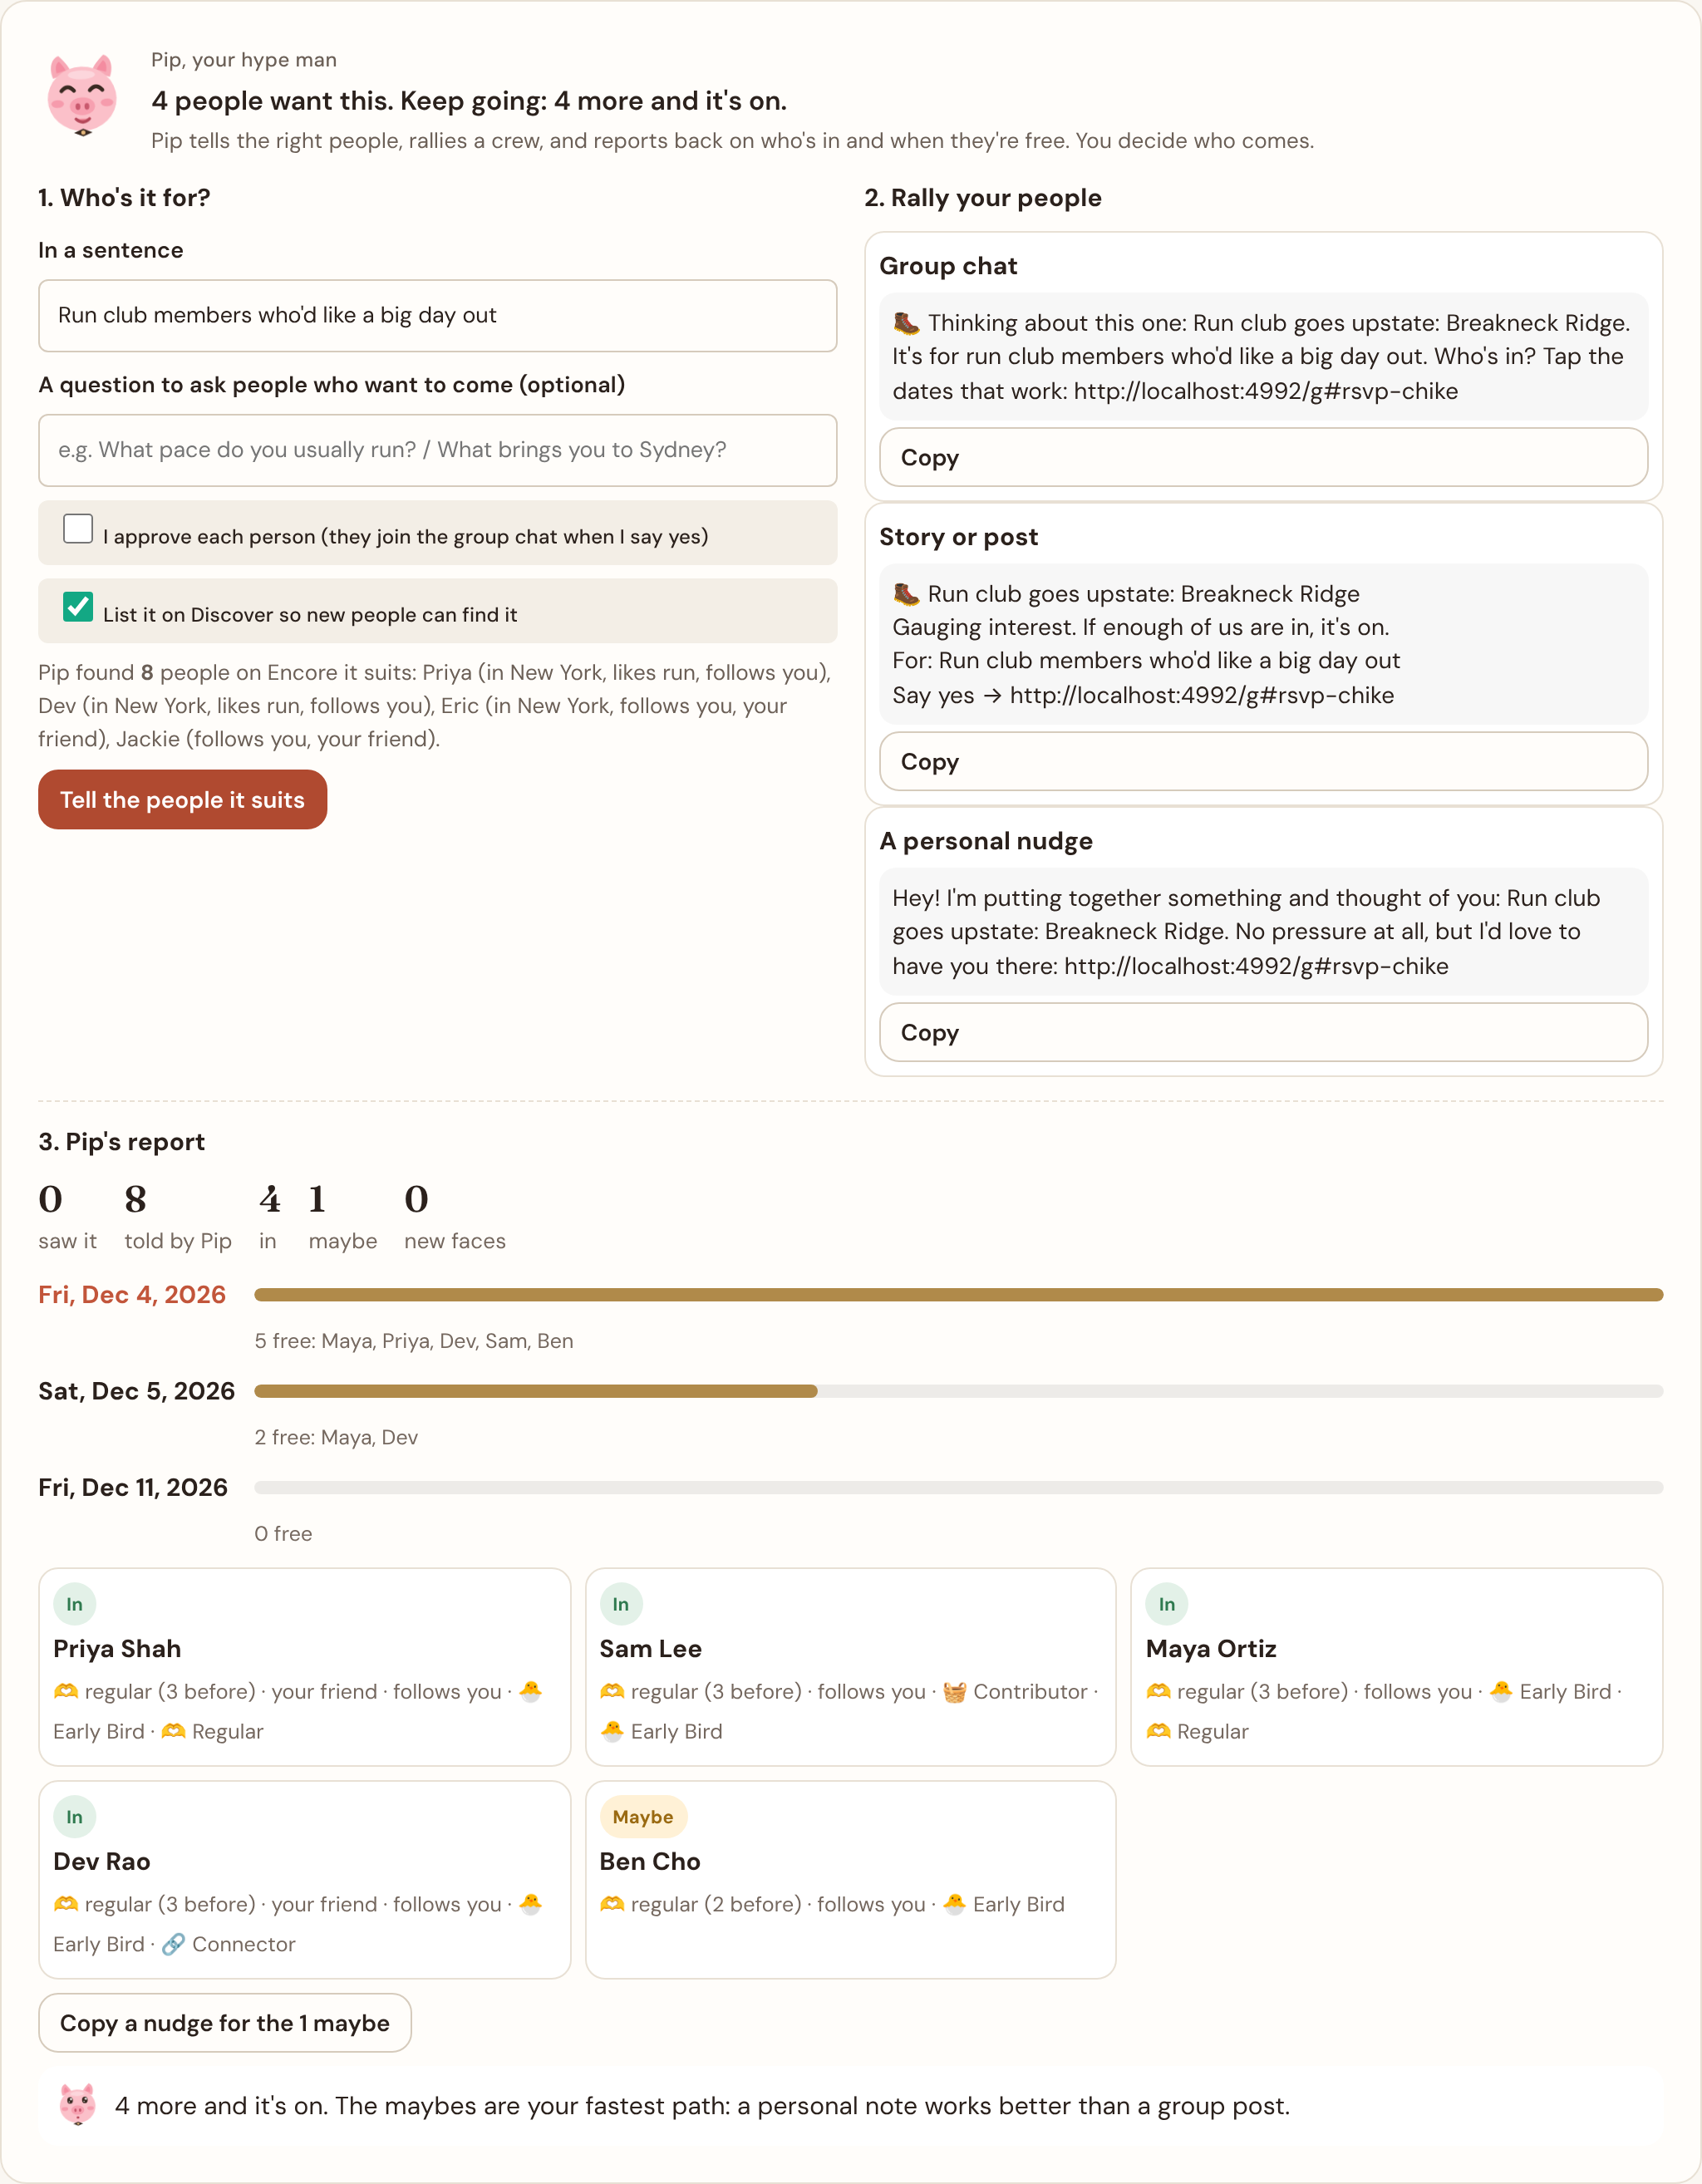 Pip, your hype man
4 people want this. Keep going: 4 more and it's on.
Pip tells the right people, rallies a crew, and reports back on who's in and when they're free. You decide who comes.
1. Who's it for?
In a sentence
Run club members who'd like a big day out
A question to ask people who want to come (optional)
e.g. What pace do you usually run? / What brings you to Sydney?
I approve each person (they join the group chat when I say yes)
List it on Discover so new people can find it
Pip found 8 people on Encore it suits: Priya (in New York, likes run, follows you),
Dev (in New York, likes run, follows you), Eric (in New York, follows you, your
friend), Jackie (follows you, your friend).
Tell the people it suits
2. Rally your people
Group chat
🥾 Thinking about this one: Run club goes upstate: Breakneck Ridge.
It's for run club members who'd like a big day out. Who's in? Tap the
dates that work: http://localhost:4992/g#rsvp-chike
Copy
Story or post
🥾 Run club goes upstate: Breakneck Ridge
Gauging interest. If enough of us are in, it's on.
For: Run club members who'd like a big day out
Say yes → http://localhost:4992/g#rsvp-chike
Copy
A personal nudge
Hey! I'm putting together something and thought of you: Run club
goes upstate: Breakneck Ridge. No pressure at all, but I'd love to
have you there: http://localhost:4992/g#rsvp-chike
Copy
3. Pip's report
0 8 4 1 0
saw it told by Pip in maybe new faces
Fri, Dec 4, 2026
5 free: Maya, Priya, Dev, Sam, Ben
Sat, Dec 5, 2026
2 free: Maya, Dev
Fri, Dec 11, 2026
0 free
In
Priya Shah
🫶 regular (3 before) · your friend · follows you · 🐣
Early Bird · 🫶 Regular
In
Sam Lee
🫶 regular (3 before) · follows you · 🧺 Contributor ·
🐣 Early Bird
In
Maya Ortiz
🫶 regular (3 before) · follows you · 🐣 Early Bird ·
🫶 Regular
In
Dev Rao
🫶 regular (3 before) · your friend · follows you · 🐣
Early Bird · 🔗 Connector
Maybe
Ben Cho
🫶 regular (2 before) · follows you · 🐣 Early Bird
Copy a nudge for the 1 maybe
4 more and it's on. The maybes are your fastest path: a personal note works better than a group post.